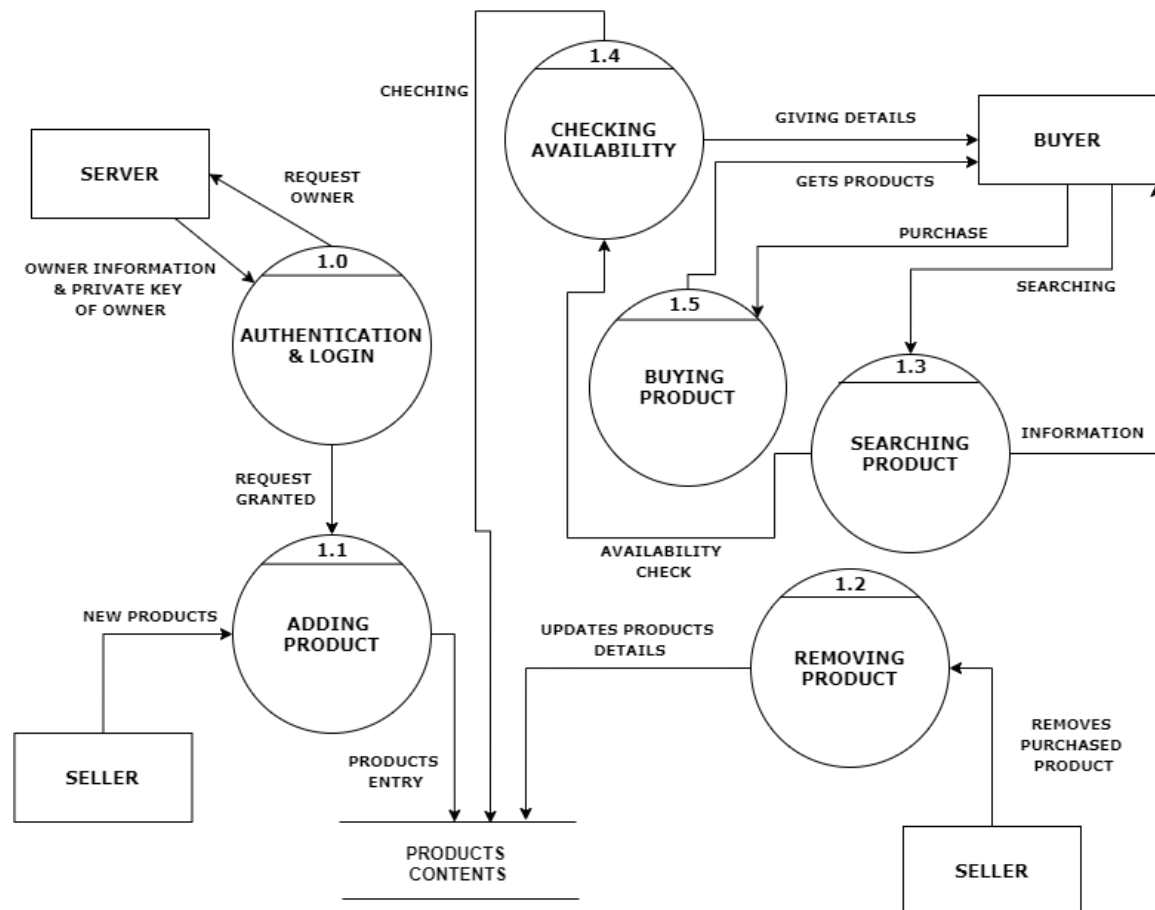 1.4
CHECHING
CHECKING
AVAILABILITY
GIVING DETAILS
BUYER
SERVER
REQUEST
OWNER
GETS PRODUCTS
PURCHASE
OWNER INFORMATION
& PRIVATE KEY
OF OWNER
1.0
SEARCHING
AUTHENTICATION
& LOGIN
1.5
BUYING
PRODUCT
1.3
SEARCHING
PRODUCT
INFORMATION
REQUEST
GRANTED
1.1
AVAILABILITY
CHECK
1.2
NEW PRODUCTS
ADDING
PRODUCT
UPDATES PRODUCTS
DETAILS
REMOVING
PRODUCT
REMOVES
PURCHASED
PRODUCT
SELLER
PRODUCTS
ENTRY
PRODUCTS
CONTENTS
SELLER